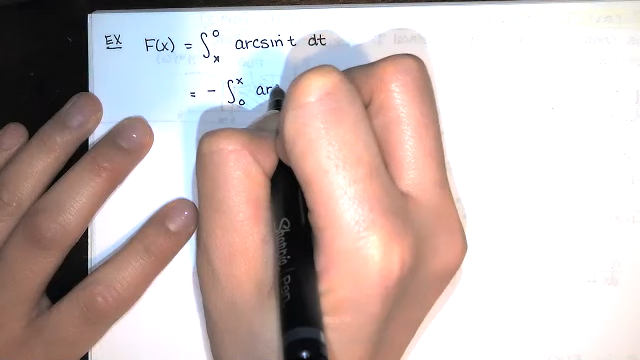 EX F(x) = ∫ₓ⁰ arcsin t dt
= - ∫₀ˣ ar
Sharpie Pen